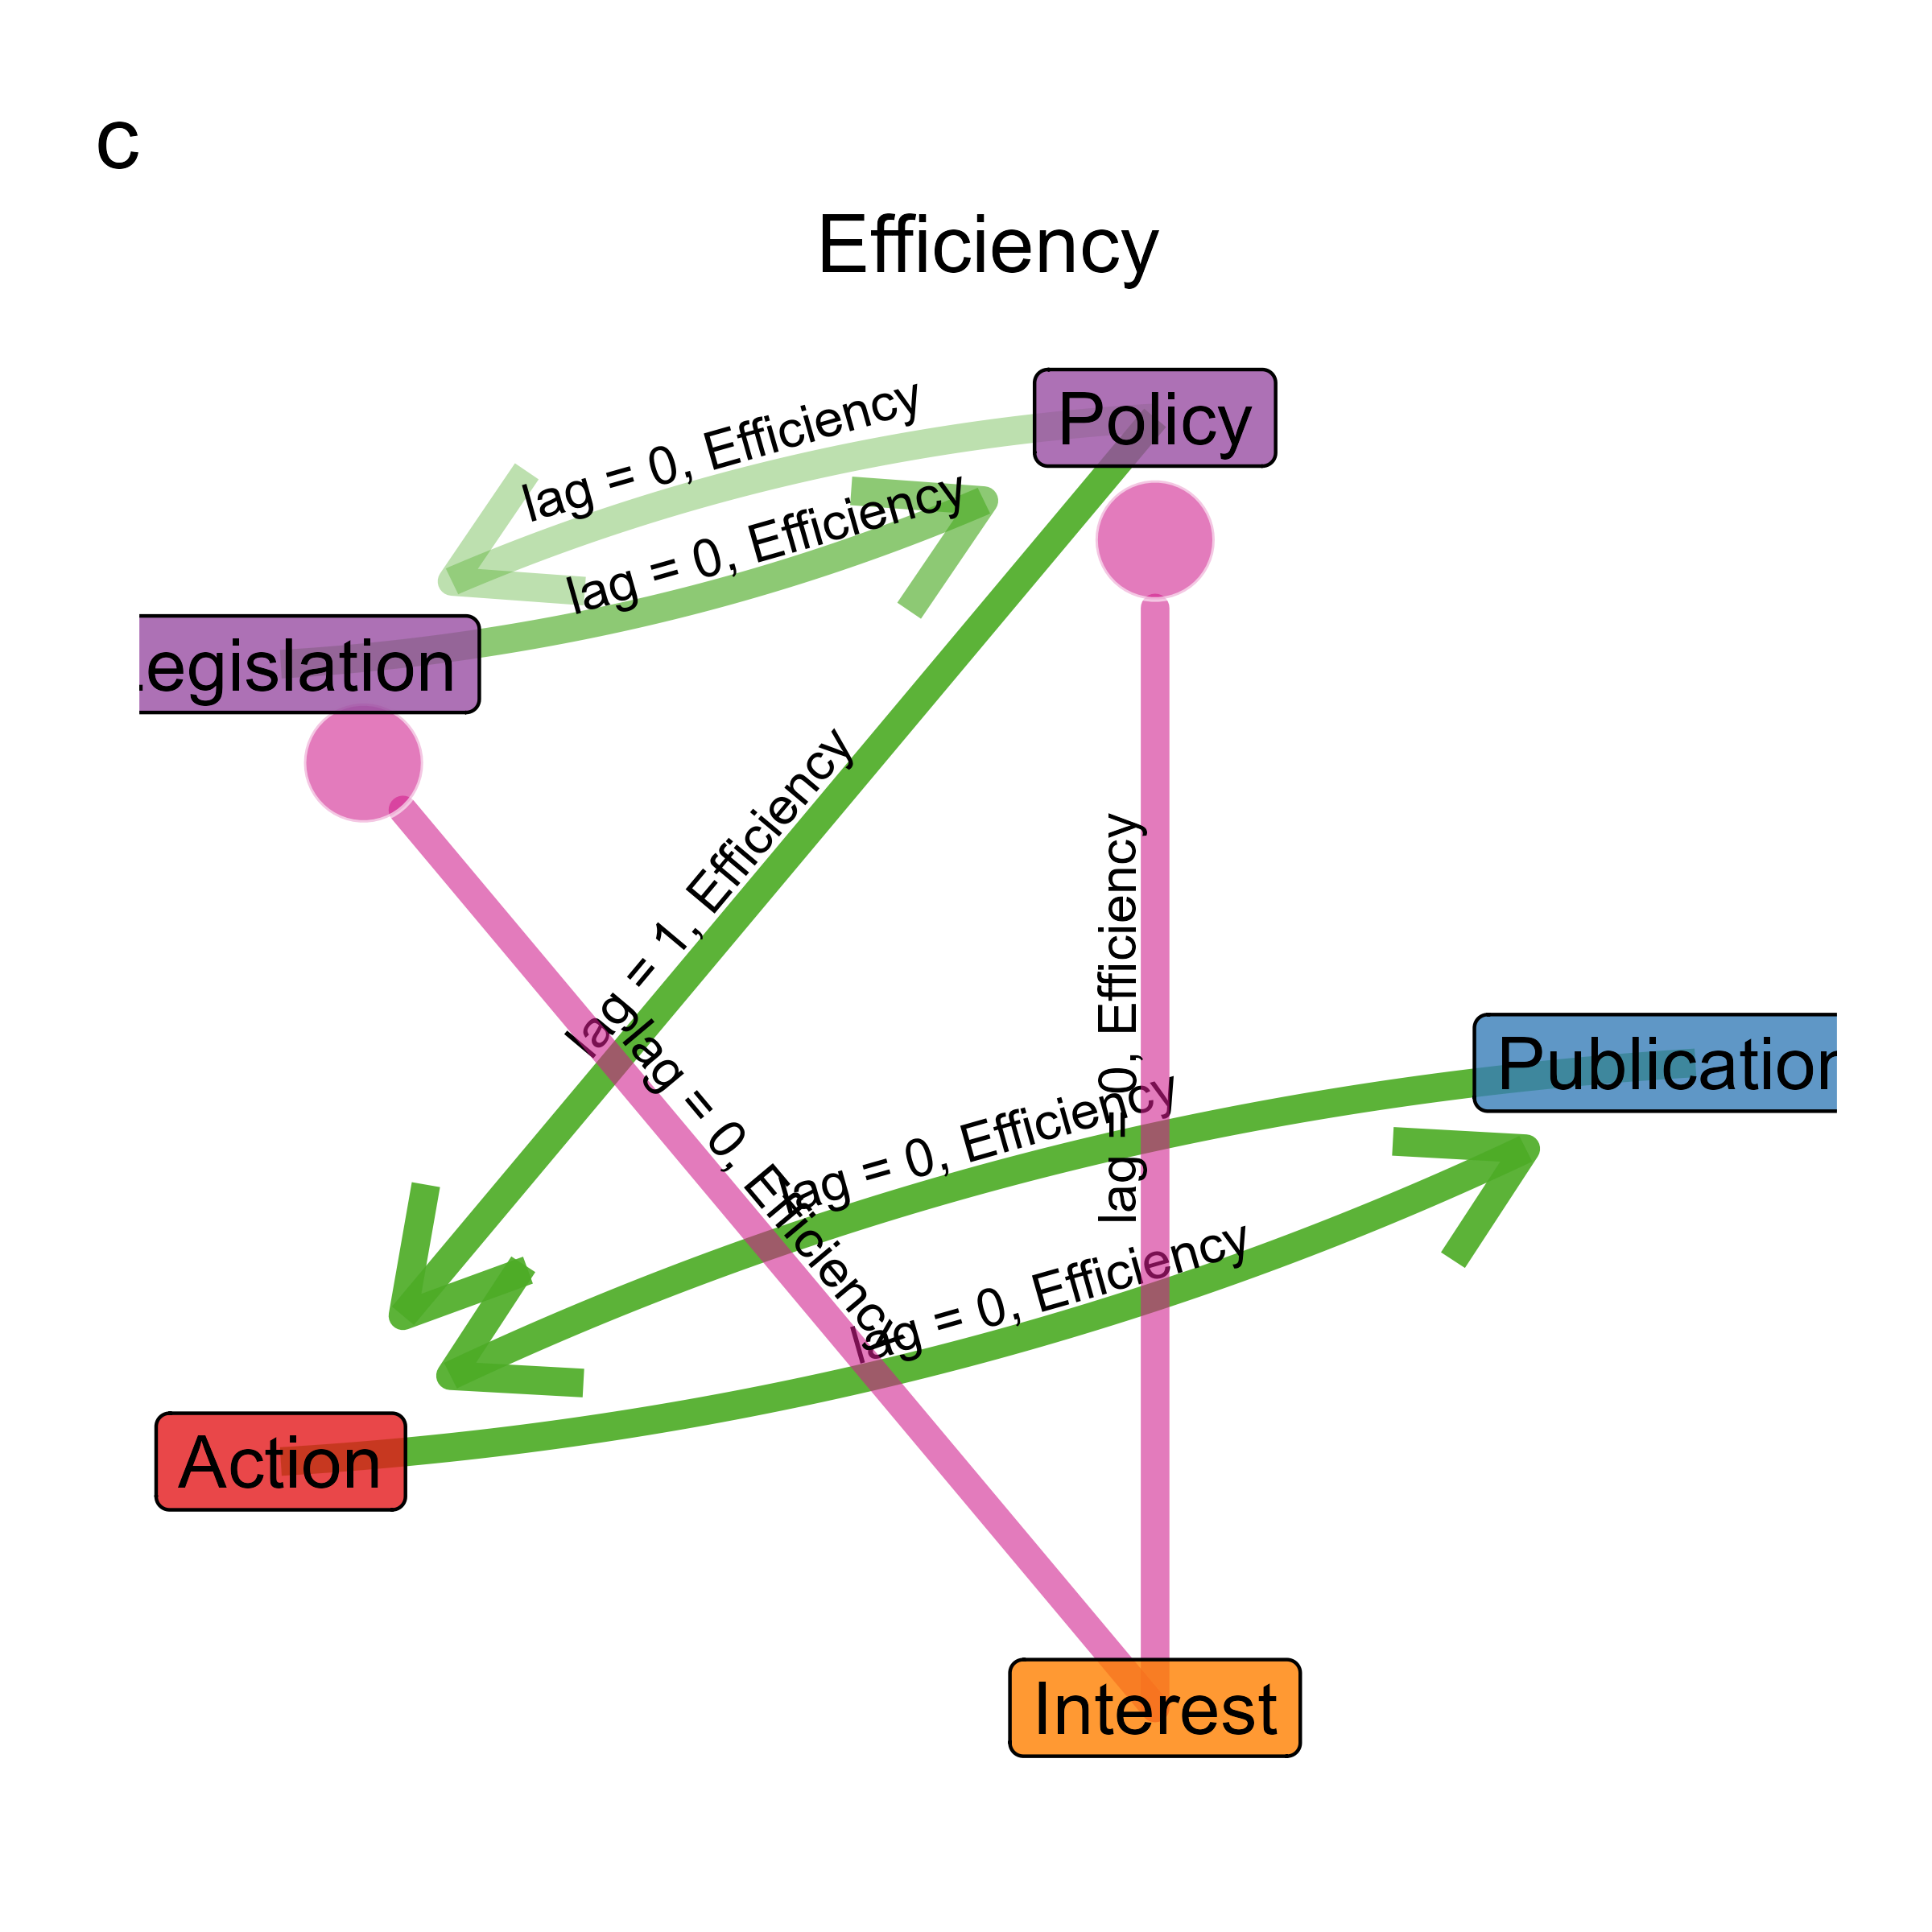 c
Efficiency
Policy
lag = 0, Efficiency
lag = 0, Efficiency
Legislation
lag = 1, Efficiency
lag = 0, Efficiency
lag = 0, Efficiency
Publication
lag = 0, Efficiency
lag = 0, Efficiency
Action
Interest